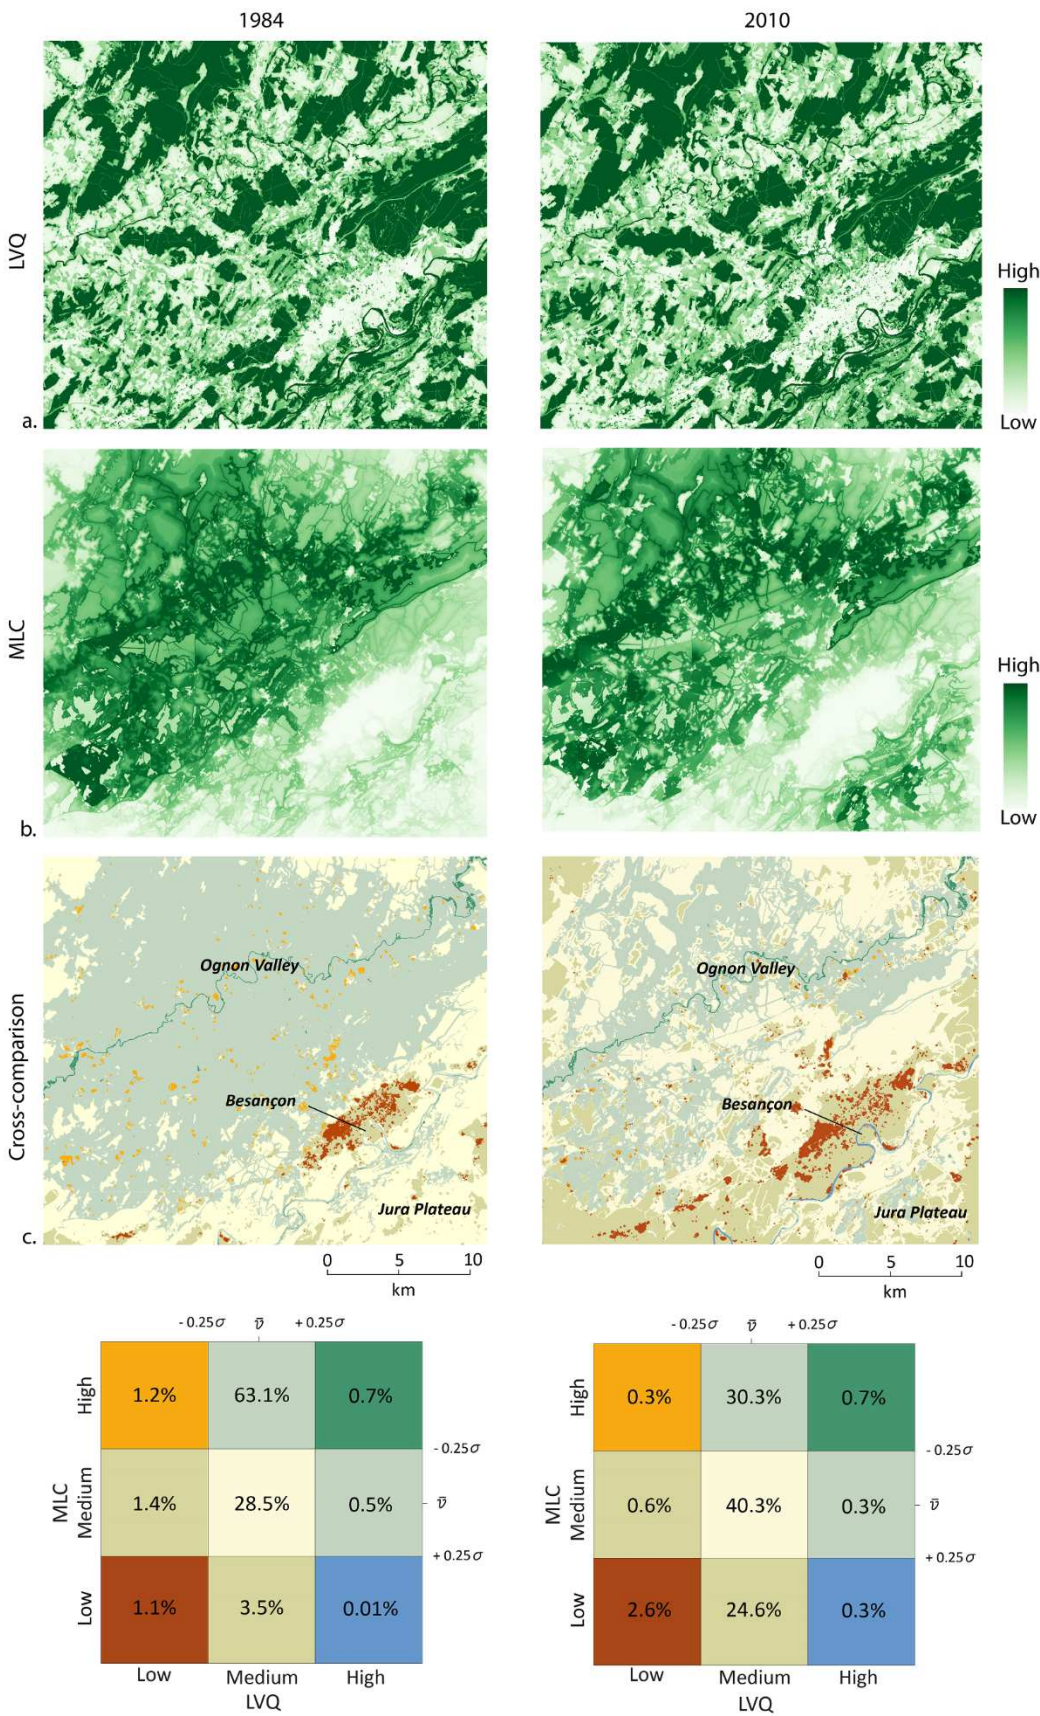 1984
2010
LVQ
High
Low
a.
MLC
High
Low
b.
Cross-comparison
Ognon Valley
Besançon
Jura Plateau
Ognon Valley
Besançon
Jura Plateau
c.
0 5 10
km
0 5 10
km
- 0.25σ ν̄ + 0.25σ
High 1.2% 63.1% 0.7%
- 0.25σ
MLC Medium 1.4% 28.5% 0.5% ν̄
+ 0.25σ
Low 1.1% 3.5% 0.01%
Low Medium High
LVQ
- 0.25σ ν̄ + 0.25σ
High 0.3% 30.3% 0.7%
- 0.25σ
MLC Medium 0.6% 40.3% 0.3% ν̄
+ 0.25σ
Low 2.6% 24.6% 0.3%
Low Medium High
LVQ